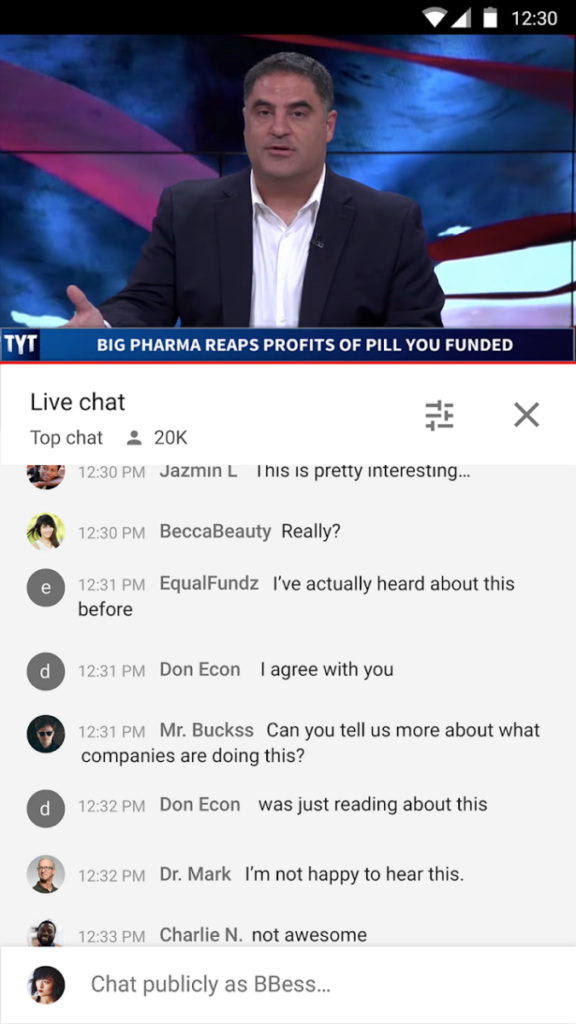 12:30
TYT BIG PHARMA REAPS PROFITS OF PILL YOU FUNDED
Live chat
Top chat 20K
12:30 PM Jazmin L This is pretty interesting…
12:30 PM BeccaBeauty Really?
e 12:31 PM EqualFundz I’ve actually heard about this
before
d 12:31 PM Don Econ I agree with you
12:31 PM Mr. Buckss Can you tell us more about what
companies are doing this?
d 12:32 PM Don Econ was just reading about this
12:32 PM Dr. Mark I’m not happy to hear this.
12:33 PM Charlie N. not awesome
Chat publicly as BBess…